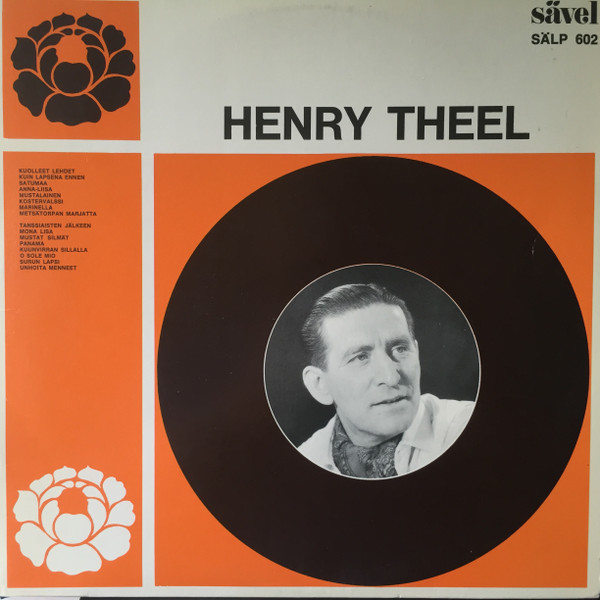 sävel
SÄLP 602
HENRY THEEL
KUOLLEET LEHDET
KUIN LAPSENA ENNEN
SATUMAA
ANNA-LIISA
MUSTALAINEN
KOSTERVALSSI
MARINELLA
METSÄTORPAN MARJATTA
TANSSIAISTEN JÄLKEEN
MONA LISA
MUSTAT SILMÄT
PANAMA
KUUNVIRRAN SILLALLA
O SOLE MIO
SURUN LAPSI
UNHOITA MENNEET